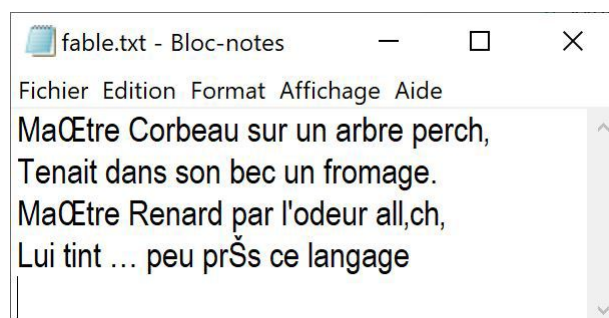 fable.txt - Bloc-notes
Fichier Edition Format Affichage Aide
MaŒtre Corbeau sur un arbre perch‚
Tenait dans son bec un fromage.
MaŒtre Renard par l'odeur all‚ch‚
Lui tint … peu prŠs ce langage